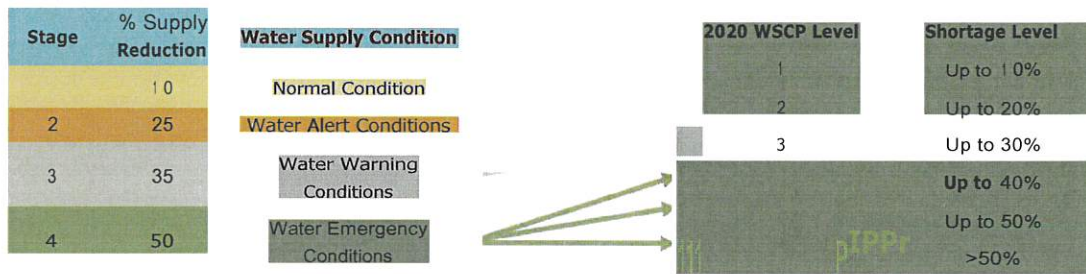 Stage
% Supply
Reduction
Water Supply Condition
10
Normal Condition
2
25
Water Alert Conditions
3
35
Water Warning
Conditions
4
50
Water Emergency
Conditions
2020 WSCP Level
Shortage Level
1
Up to 10%
2
Up to 20%
3
Up to 30%
Up to 40%
Up to 50%
>50%